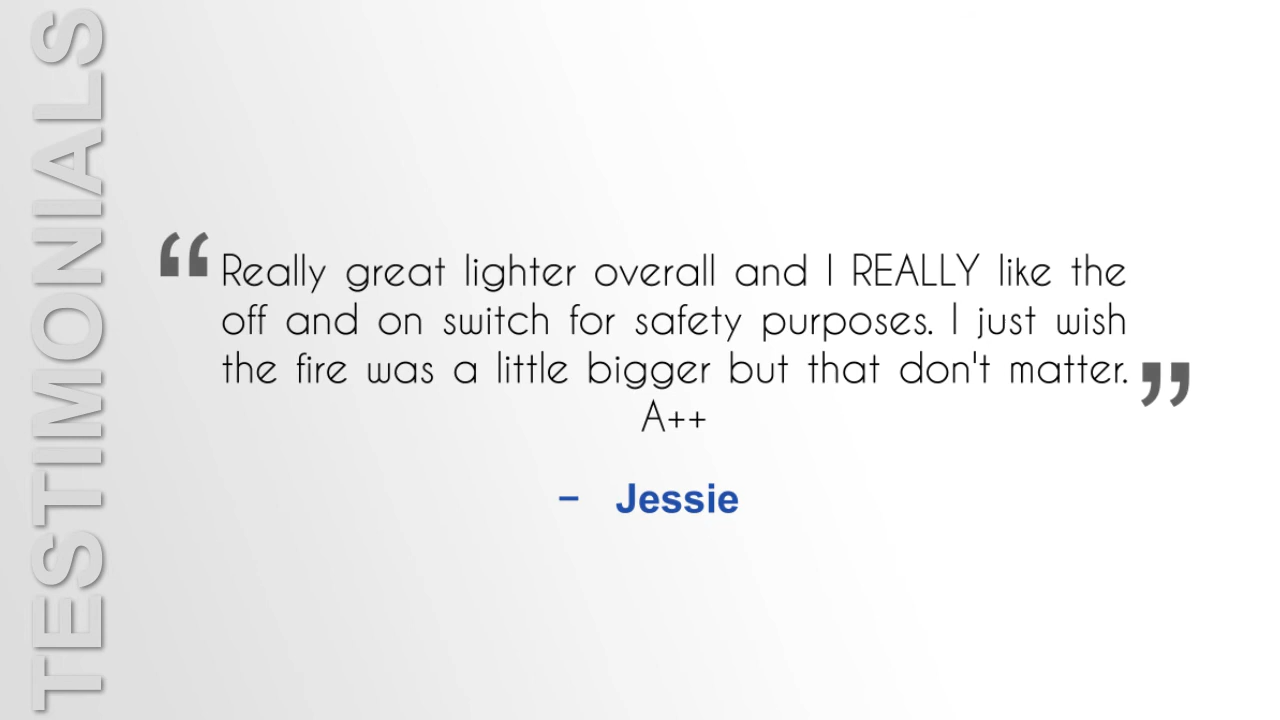 TESTIMONIALS
“Really great lighter overall and I REALLY like the
off and on switch for safety purposes. I just wish
the fire was a little bigger but that don't matter.”
A++
– Jessie